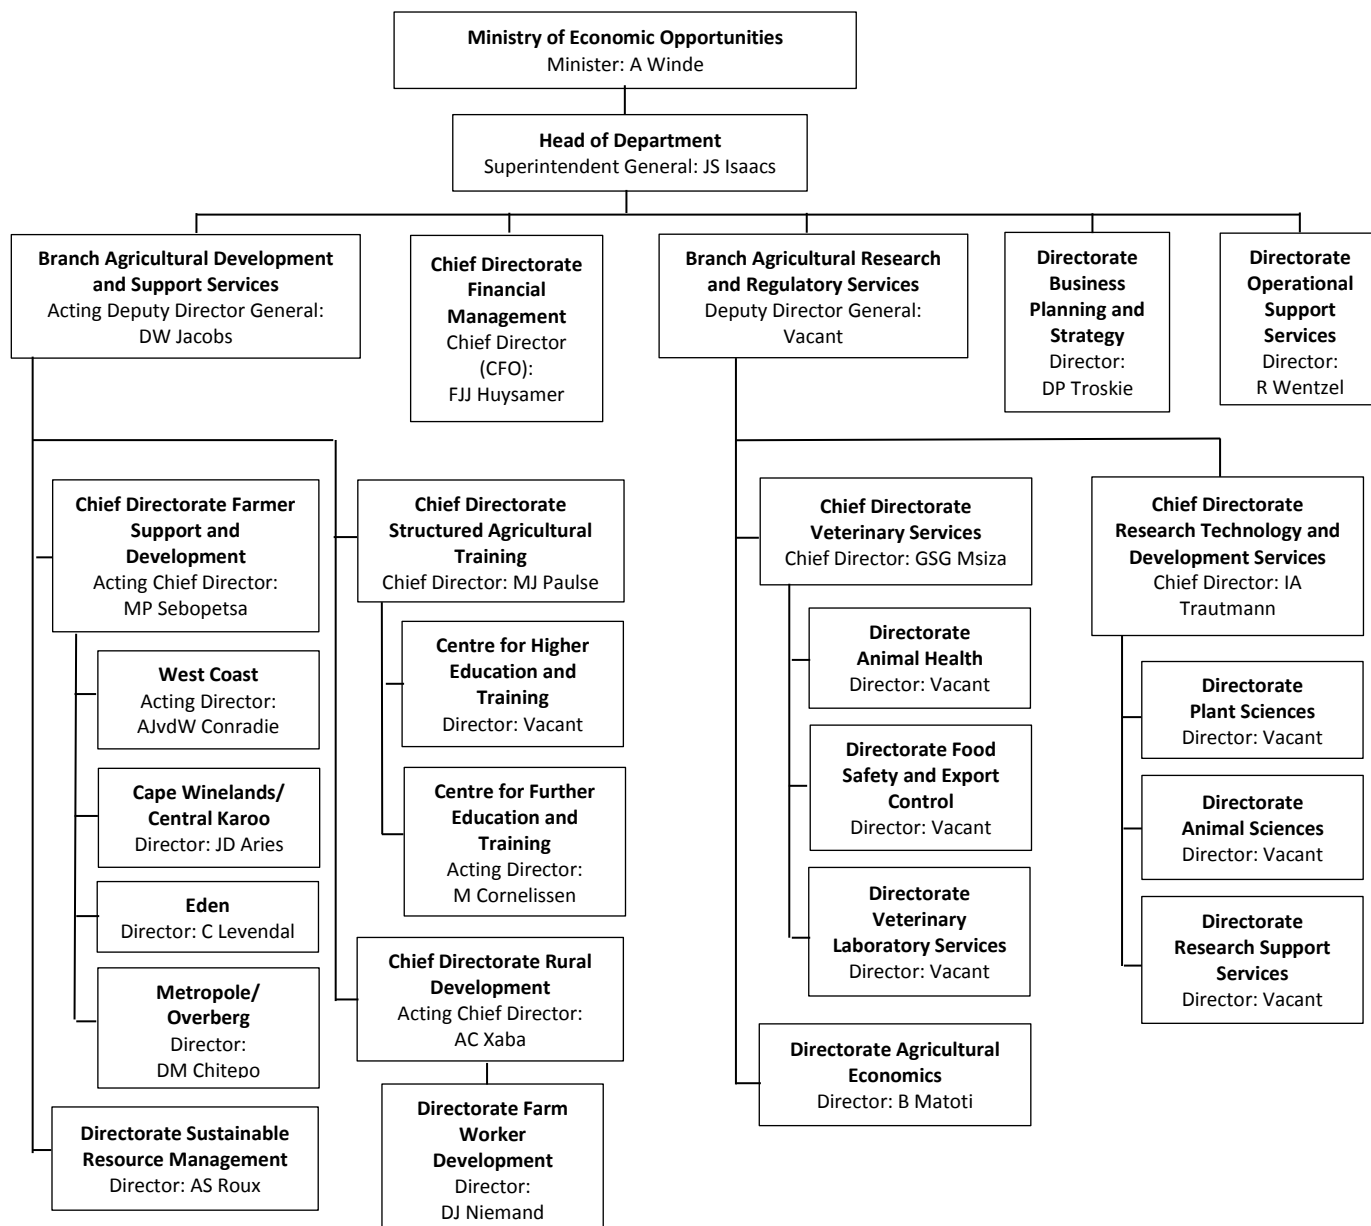 Ministry of Economic Opportunities
Minister: A Winde
Head of Department
Superintendent General: JS Isaacs
Branch Agricultural Development
and Support Services
Acting Deputy Director General:
DW Jacobs
Chief Directorate
Financial
Management
Chief Director
(CFO):
FJJ Huysamer
Branch Agricultural Research
and Regulatory Services
Deputy Director General:
Vacant
Directorate
Business
Planning and
Strategy
Director:
DP Troskie
Directorate
Operational
Support
Services
Director:
R Wentzel
Chief Directorate Farmer
Support and
Development
Acting Chief Director:
MP Sebopetsa
West Coast
Acting Director:
AJvdW Conradie
Cape Winelands/
Central Karoo
Director: JD Aries
Eden
Director: C Levendal
Metropole/
Overberg
Director:
DM Chitepo
Directorate Sustainable
Resource Management
Director: AS Roux
Chief Directorate
Structured Agricultural
Training
Chief Director: MJ Paulse
Centre for Higher
Education and
Training
Director: Vacant
Centre for Further
Education and
Training
Acting Director:
M Cornelissen
Chief Directorate Rural
Development
Acting Chief Director:
AC Xaba
Directorate Farm
Worker
Development
Director:
DJ Niemand
Chief Directorate
Veterinary Services
Chief Director: GSG Msiza
Directorate
Animal Health
Director: Vacant
Directorate Food
Safety and Export
Control
Director: Vacant
Directorate
Veterinary
Laboratory Services
Director: Vacant
Directorate Agricultural
Economics
Director: B Matoti
Chief Directorate
Research Technology and
Development Services
Chief Director: IA
Trautmann
Directorate
Plant Sciences
Director: Vacant
Directorate
Animal Sciences
Director: Vacant
Directorate
Research Support
Services
Director: Vacant